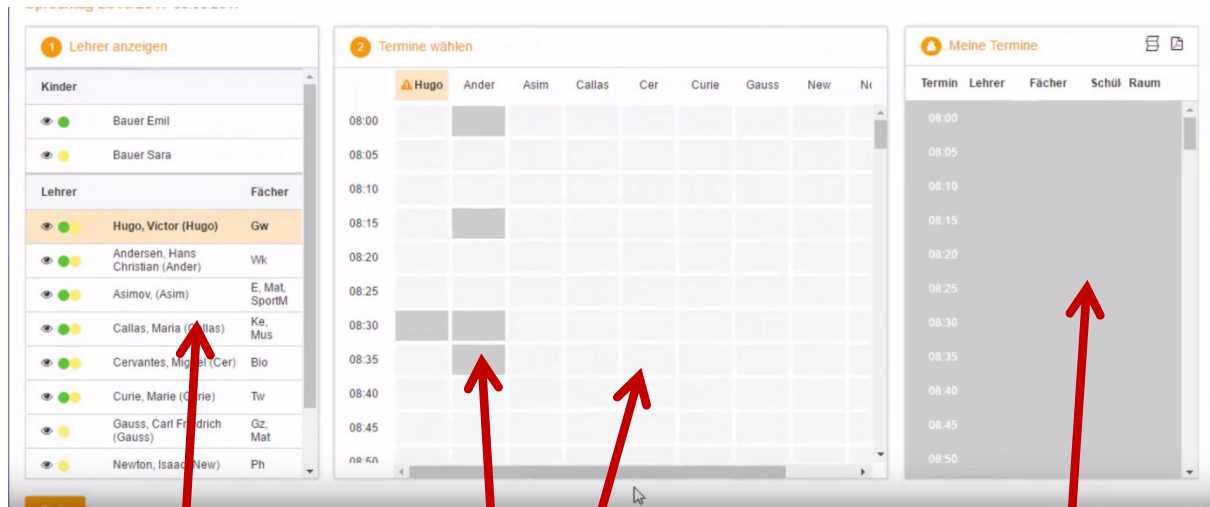 1 Lehrer anzeigen
Kinder
Bauer Emil
Bauer Sara
Lehrer Fächer
Hugo, Victor (Hugo) Gw
Andersen, Hans
Christian (Ander) Wk
Asimov, (Asim) E, Mat,
SportM
Callas, Maria (Callas) Ke,
Mus
Cervantes, Miguel (Cer) Bio
Curie, Marie (Curie) Tw
Gauss, Carl Friedrich
(Gauss) Gz,
Mat
Newton, Isaac (New) Ph
2 Termine wählen
Hugo Ander Asim Callas Cer Curie Gauss New
08:00
08:05
08:10
08:15
08:20
08:25
08:30
08:35
08:40
08:45
08:50
Meine Termine
Termin Lehrer Fächer Schül Raum
08:00
08:05
08:10
08:15
08:20
08:25
08:30
08:35
08:40
08:45
08:50